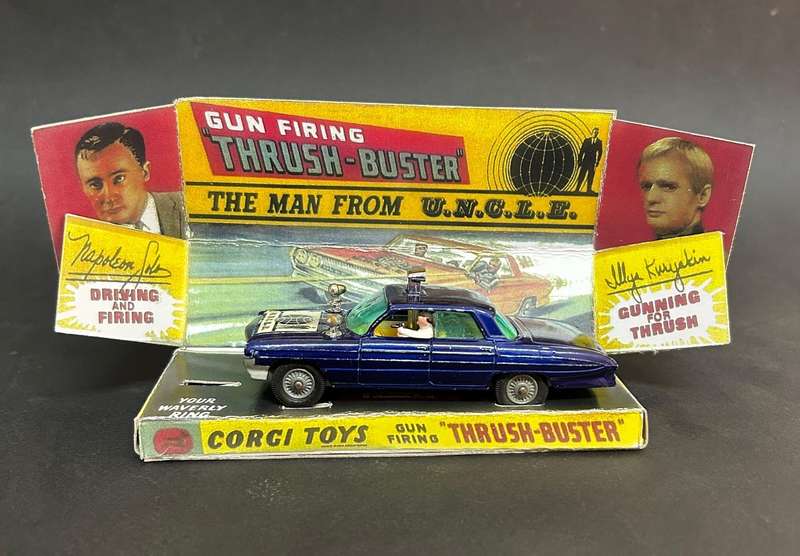 GUN FIRING
"THRUSH-BUSTER"
THE MAN FROM U.N.C.L.E.
Napoleon Solo
DRIVING
AND
FIRING
Illya Kuryakin
GUNNING
FOR
THRUSH
YOUR
WAVERLY
RING
CORGI TOYS
GUN
FIRING
"THRUSH-BUSTER"